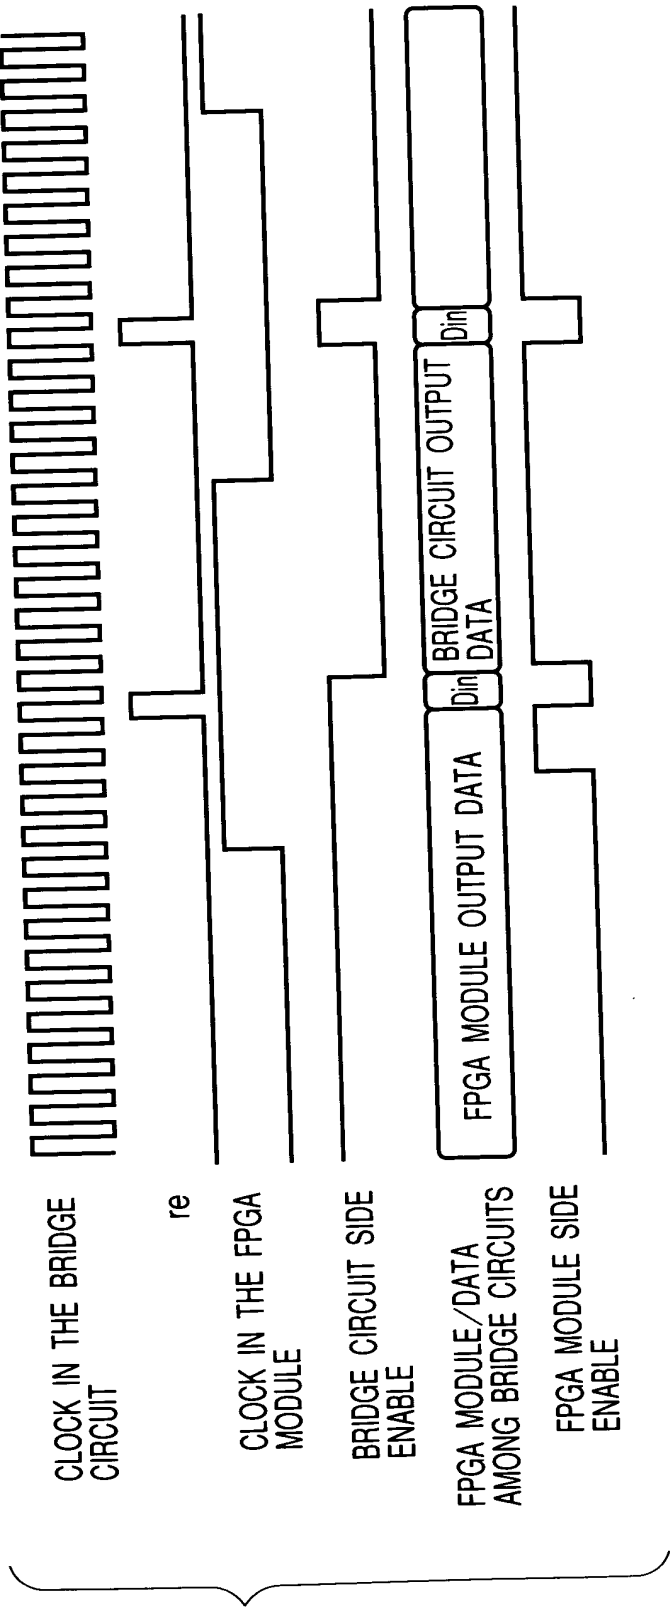 CLOCK IN THE BRIDGE
CIRCUIT
re
CLOCK IN THE FPGA
MODULE
BRIDGE CIRCUIT SIDE
ENABLE
FPGA MODULE/DATA
AMONG BRIDGE CIRCUITS
FPGA MODULE OUTPUT DATA
Din
BRIDGE CIRCUIT OUTPUT
DATA
Din
FPGA MODULE SIDE
ENABLE